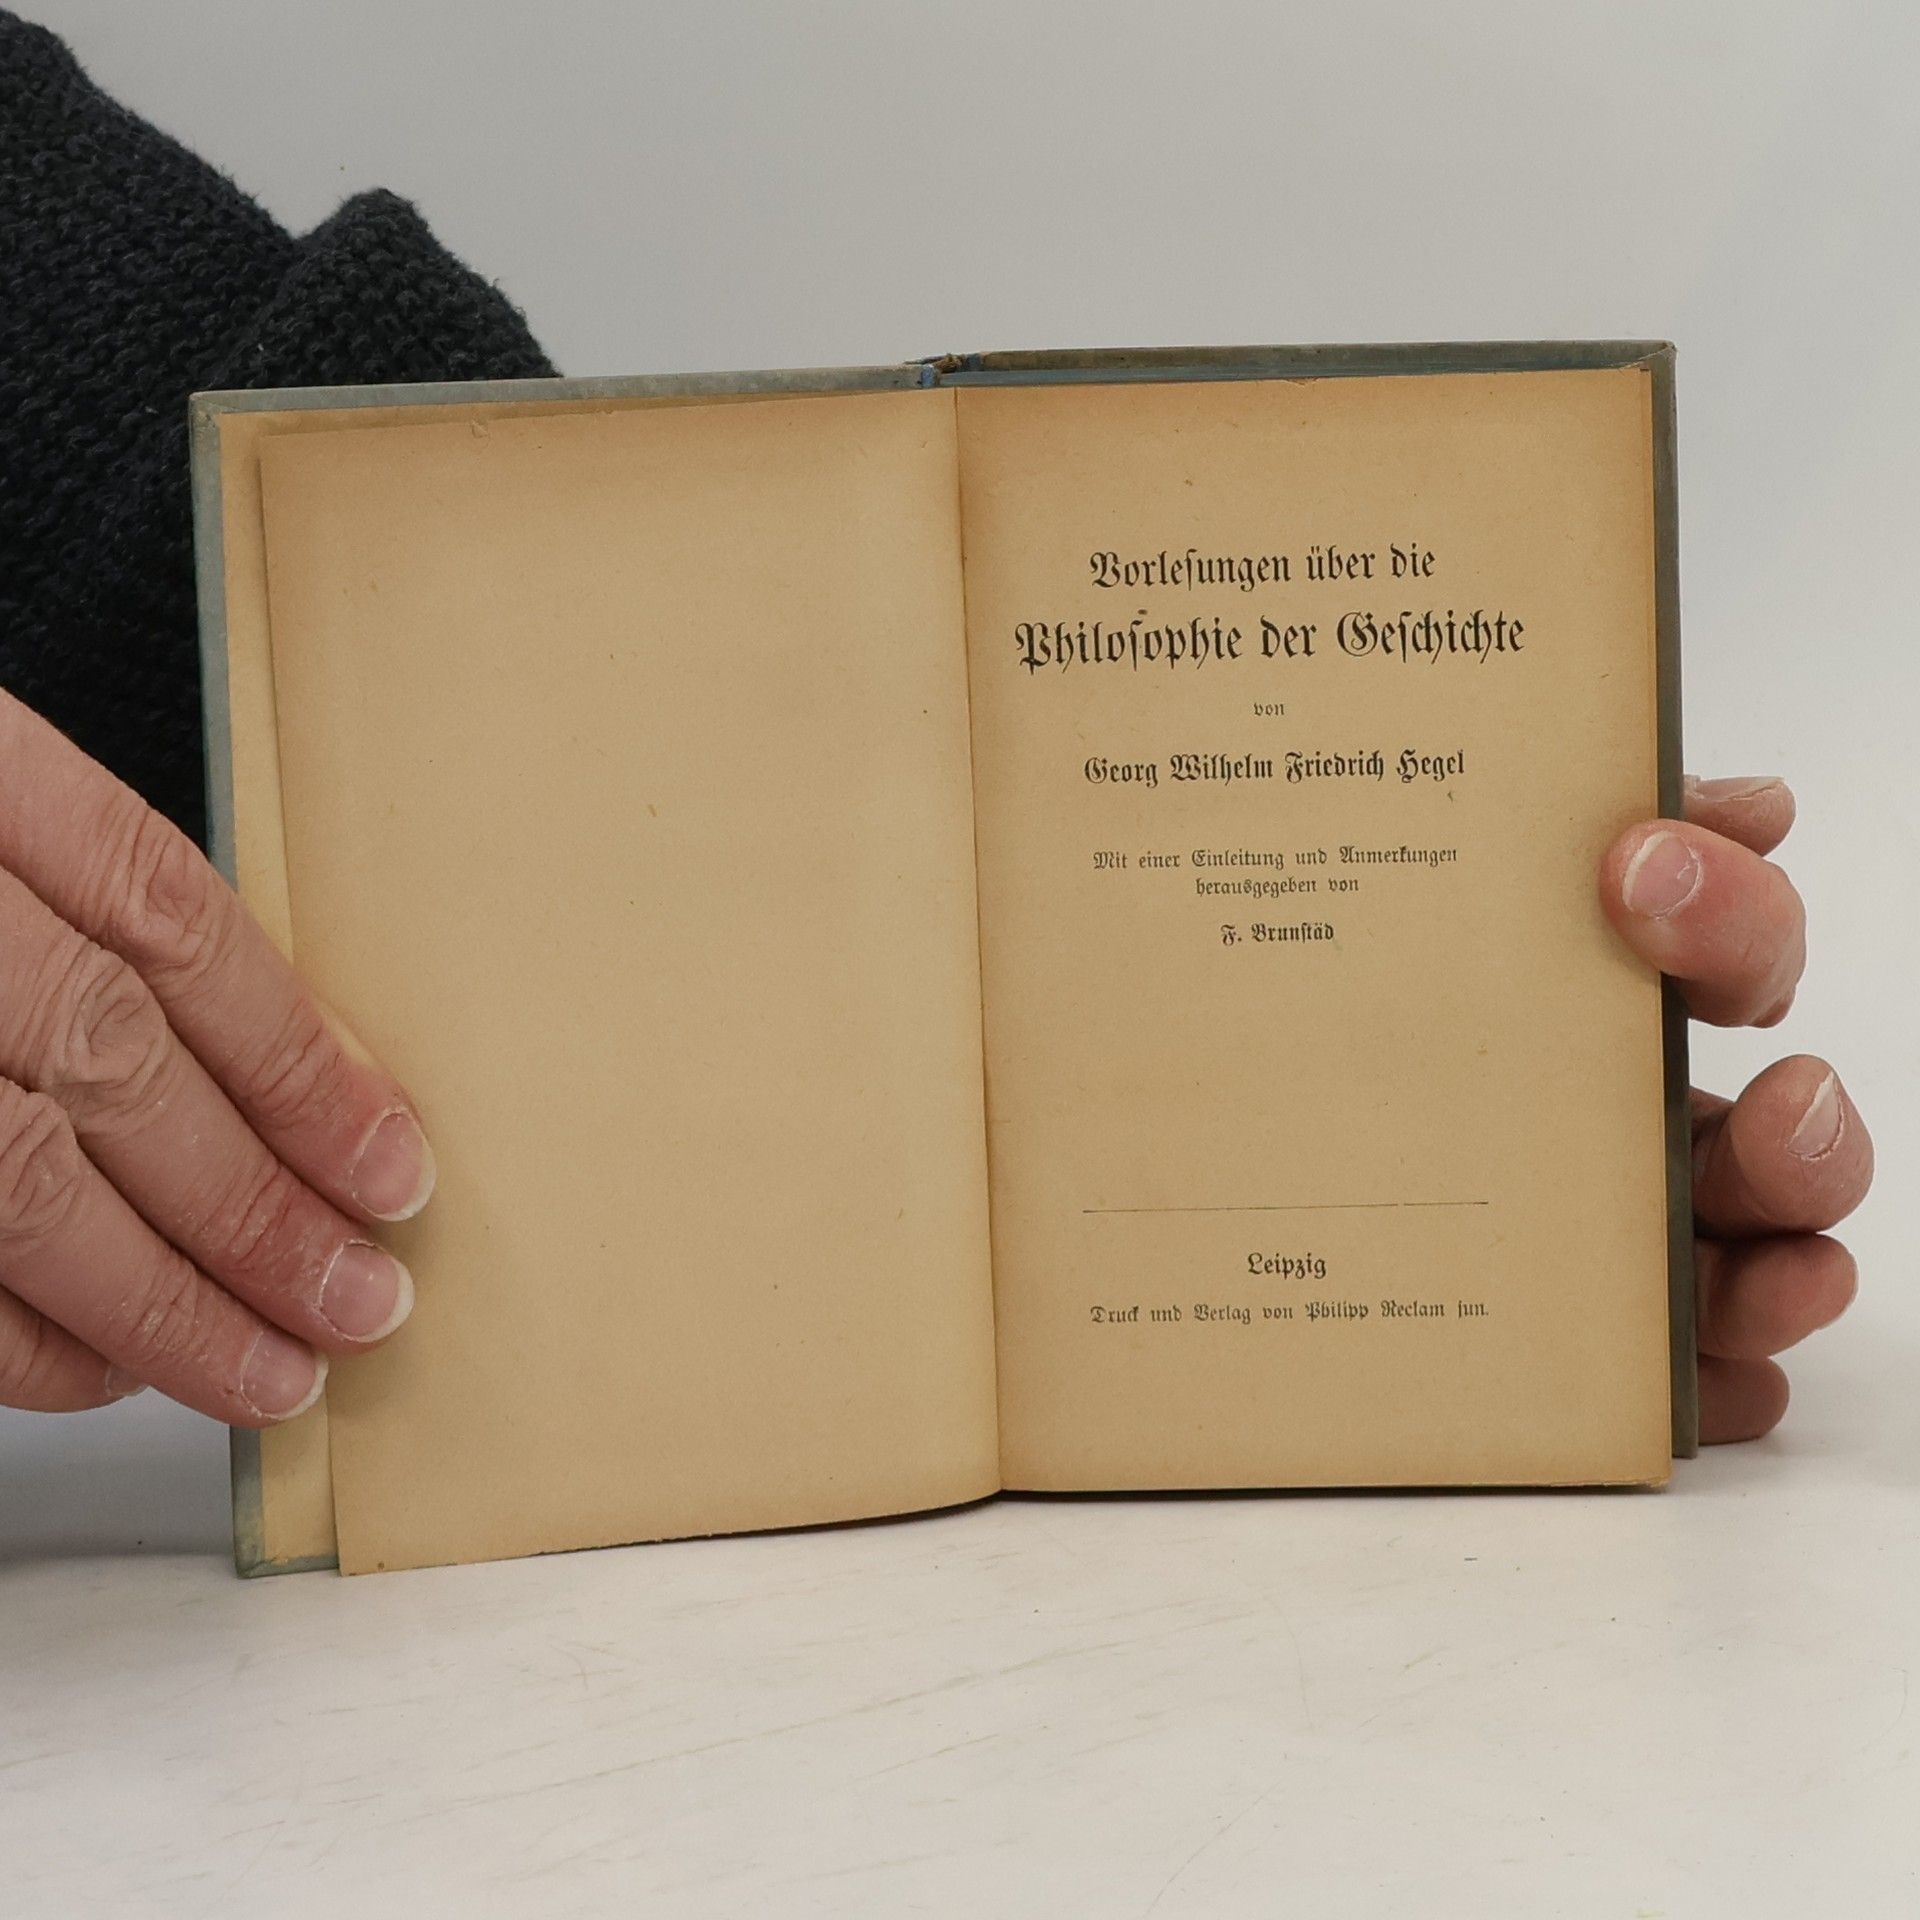 Vorleſungen über die
Philoſophie der Geſchichte
von
Georg Wilhelm Friedrich Hegel
Mit einer Einleitung und Anmerkungen
herausgegeben von
F. Brunſtäd
Leipzig
Druck und Verlag von Philipp Reclam jun.